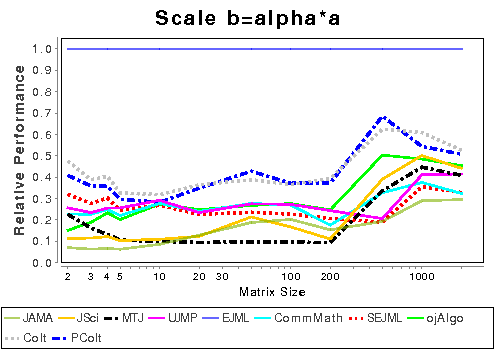 Scale b=alpha*a
Relative Performance
1.0
0.9
0.8
0.7
0.6
0.5
0.4
0.3
0.2
0.1
0.0
2 3 4 5 10 20 30 100 200 1000
Matrix Size
JAMA JSci MTJ UJMP EJML CommMath SEJML ojAlgo
Colt PColt